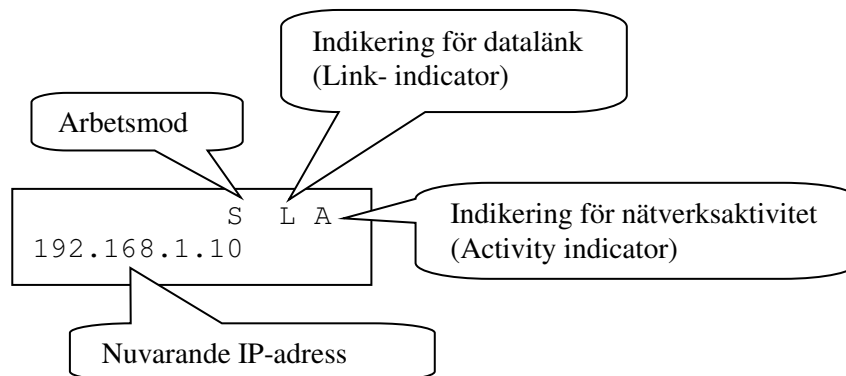 Indikering för datalänk
(Link- indicator)
Arbetsmod
S L A
192.168.1.10
Indikering för nätverksaktivitet
(Activity indicator)
Nuvarande IP-adress